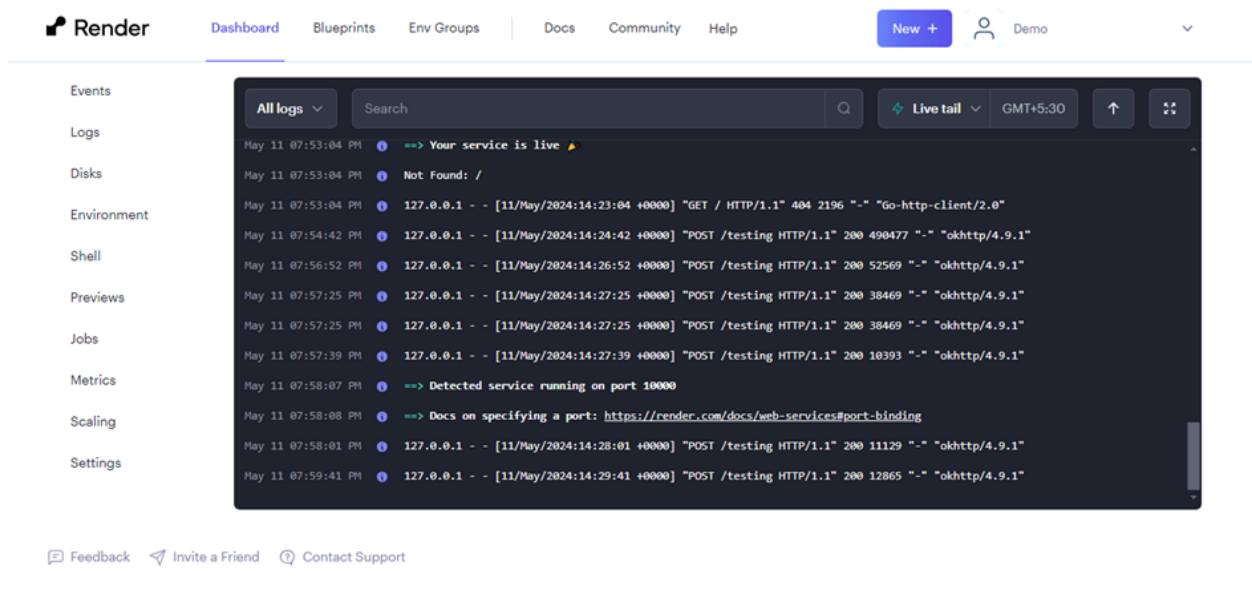 Render Dashboard Blueprints Env Groups Docs Community Help New + Demo
Events
Logs
Disks
Environment
Shell
Previews
Jobs
Metrics
Scaling
Settings
All logs Search Live tail GMT+5:30
May 11 07:53:04 PM ==> Your service is live 🎉
May 11 07:53:04 PM Not Found: /
May 11 07:53:04 PM 127.0.0.1 - - [11/May/2024:14:23:04 +0000] "GET / HTTP/1.1" 404 2196 "-" "Go-http-client/2.0"
May 11 07:54:42 PM 127.0.0.1 - - [11/May/2024:14:24:42 +0000] "POST /testing HTTP/1.1" 200 490477 "-" "okhttp/4.9.1"
May 11 07:56:52 PM 127.0.0.1 - - [11/May/2024:14:26:52 +0000] "POST /testing HTTP/1.1" 200 52569 "-" "okhttp/4.9.1"
May 11 07:57:25 PM 127.0.0.1 - - [11/May/2024:14:27:25 +0000] "POST /testing HTTP/1.1" 200 38469 "-" "okhttp/4.9.1"
May 11 07:57:25 PM 127.0.0.1 - - [11/May/2024:14:27:25 +0000] "POST /testing HTTP/1.1" 200 38469 "-" "okhttp/4.9.1"
May 11 07:57:39 PM 127.0.0.1 - - [11/May/2024:14:27:39 +0000] "POST /testing HTTP/1.1" 200 10393 "-" "okhttp/4.9.1"
May 11 07:58:07 PM ==> Detected service running on port 10000
May 11 07:58:08 PM ==> Docs on specifying a port: https://render.com/docs/web-services#port-binding
May 11 07:58:01 PM 127.0.0.1 - - [11/May/2024:14:28:01 +0000] "POST /testing HTTP/1.1" 200 11129 "-" "okhttp/4.9.1"
May 11 07:59:41 PM 127.0.0.1 - - [11/May/2024:14:29:41 +0000] "POST /testing HTTP/1.1" 200 12865 "-" "okhttp/4.9.1"
Feedback Invite a Friend Contact Support